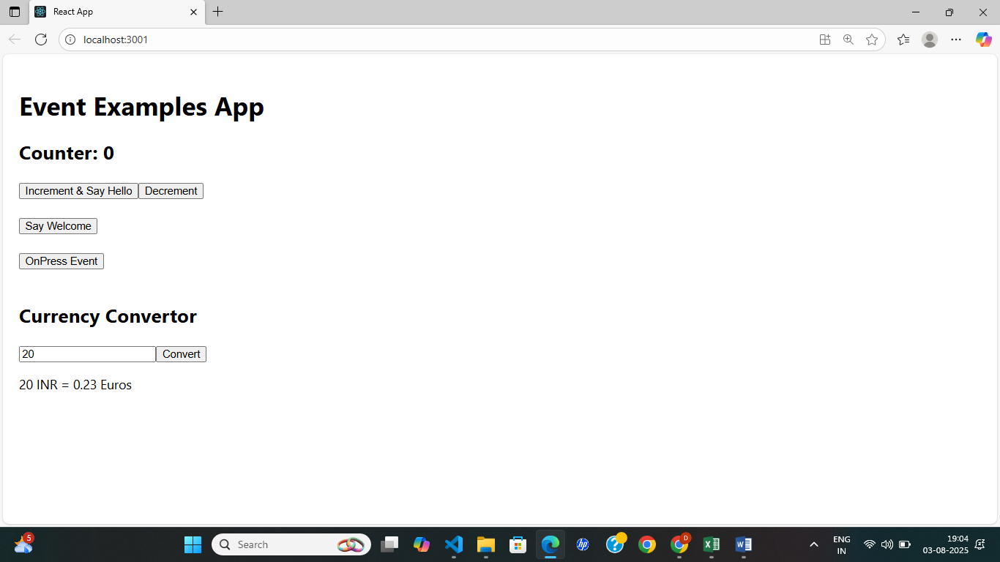 React App
localhost:3001
Event Examples App
Counter: 0
Increment & Say Hello Decrement
Say Welcome
OnPress Event
Currency Convertor
20 Convert
20 INR = 0.23 Euros
5
Search
hp
?
D
X
W
ENG
IN
19:04
03-08-2025